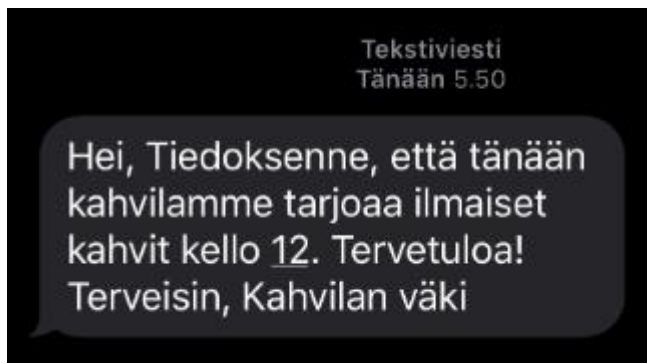 Tekstiviesti
Tänään 5.50
Hei, Tiedoksenne, että tänään
kahvilamme tarjoaa ilmaiset
kahvit kello 12. Tervetuloa!
Terveisin, Kahvilan väki